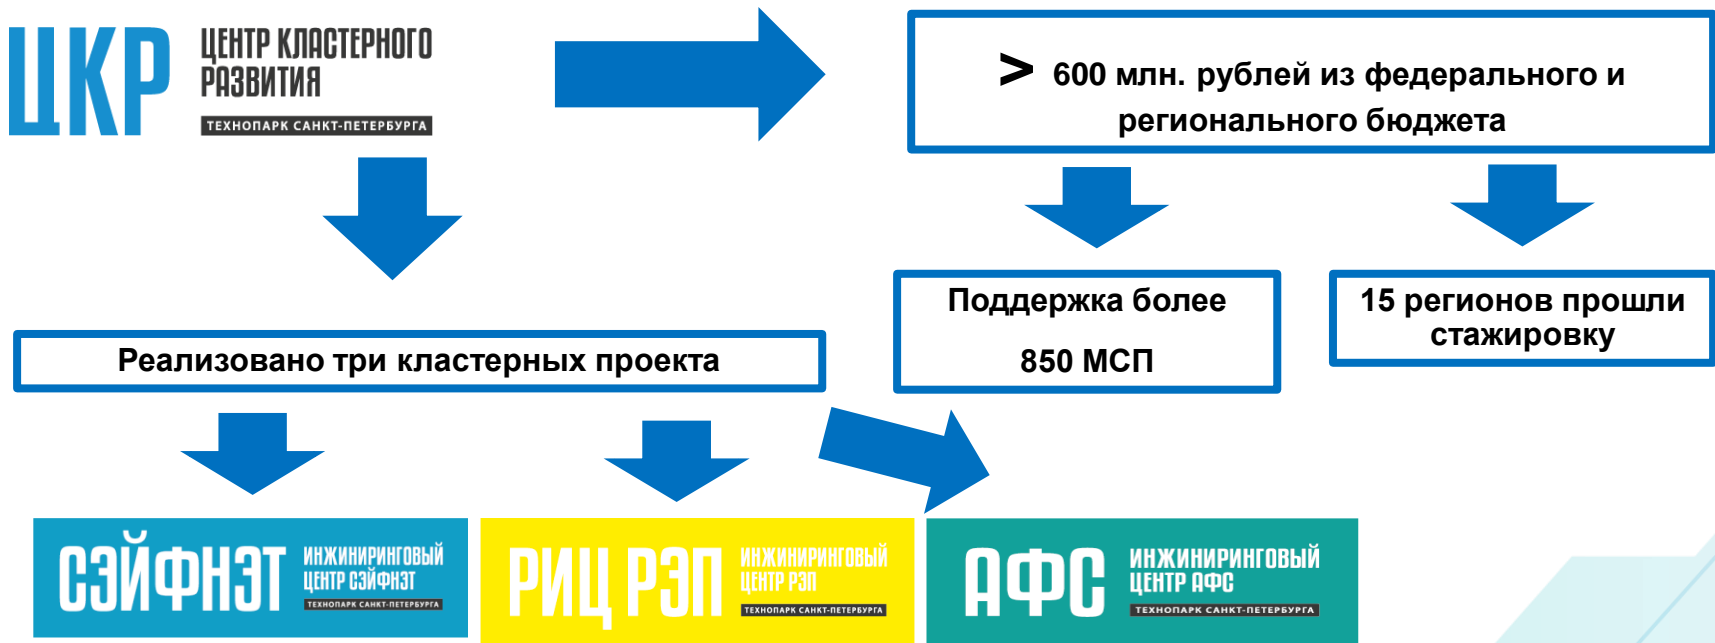 ЦКР
ЦЕНТР КЛАСТЕРНОГО
РАЗВИТИЯ
ТЕХНОПАРК САНКТ-ПЕТЕРБУРГА
> 600 млн. рублей из федерального и
регионального бюджета
Поддержка более
850 МСП
15 регионов прошли
стажировку
Реализовано три кластерных проекта
СЭЙФНЭТ
ИНЖИНИРИНГОВЫЙ
ЦЕНТР СЭЙФНЭТ
ТЕХНОПАРК САНКТ-ПЕТЕРБУРГА
РИЦ РЭП
ИНЖИНИРИНГОВЫЙ
ЦЕНТР РЭП
ТЕХНОПАРК САНКТ-ПЕТЕРБУРГА
АФС
ИНЖИНИРИНГОВЫЙ
ЦЕНТР АФС
ТЕХНОПАРК САНКТ-ПЕТЕРБУРГА